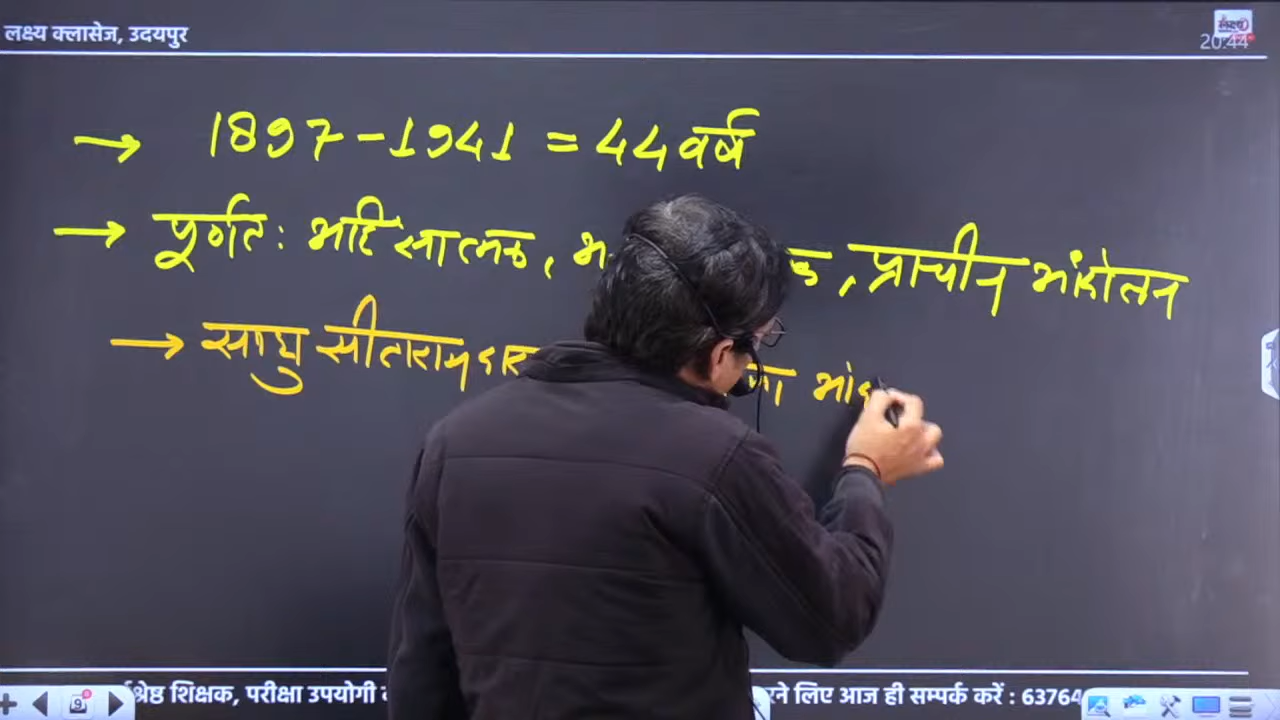 लक्ष्य क्लासेज, उदयपुर
20:44
→ 1897-1941 = 44 वर्ष
→ पूर्णतः अहिंसात्मक, प्राचीन आंदोलन
→ साधु सीताराम
श्रेष्ठ शिक्षक, परीक्षा उपयोगी
लिए आज ही सम्पर्क करें : 63764